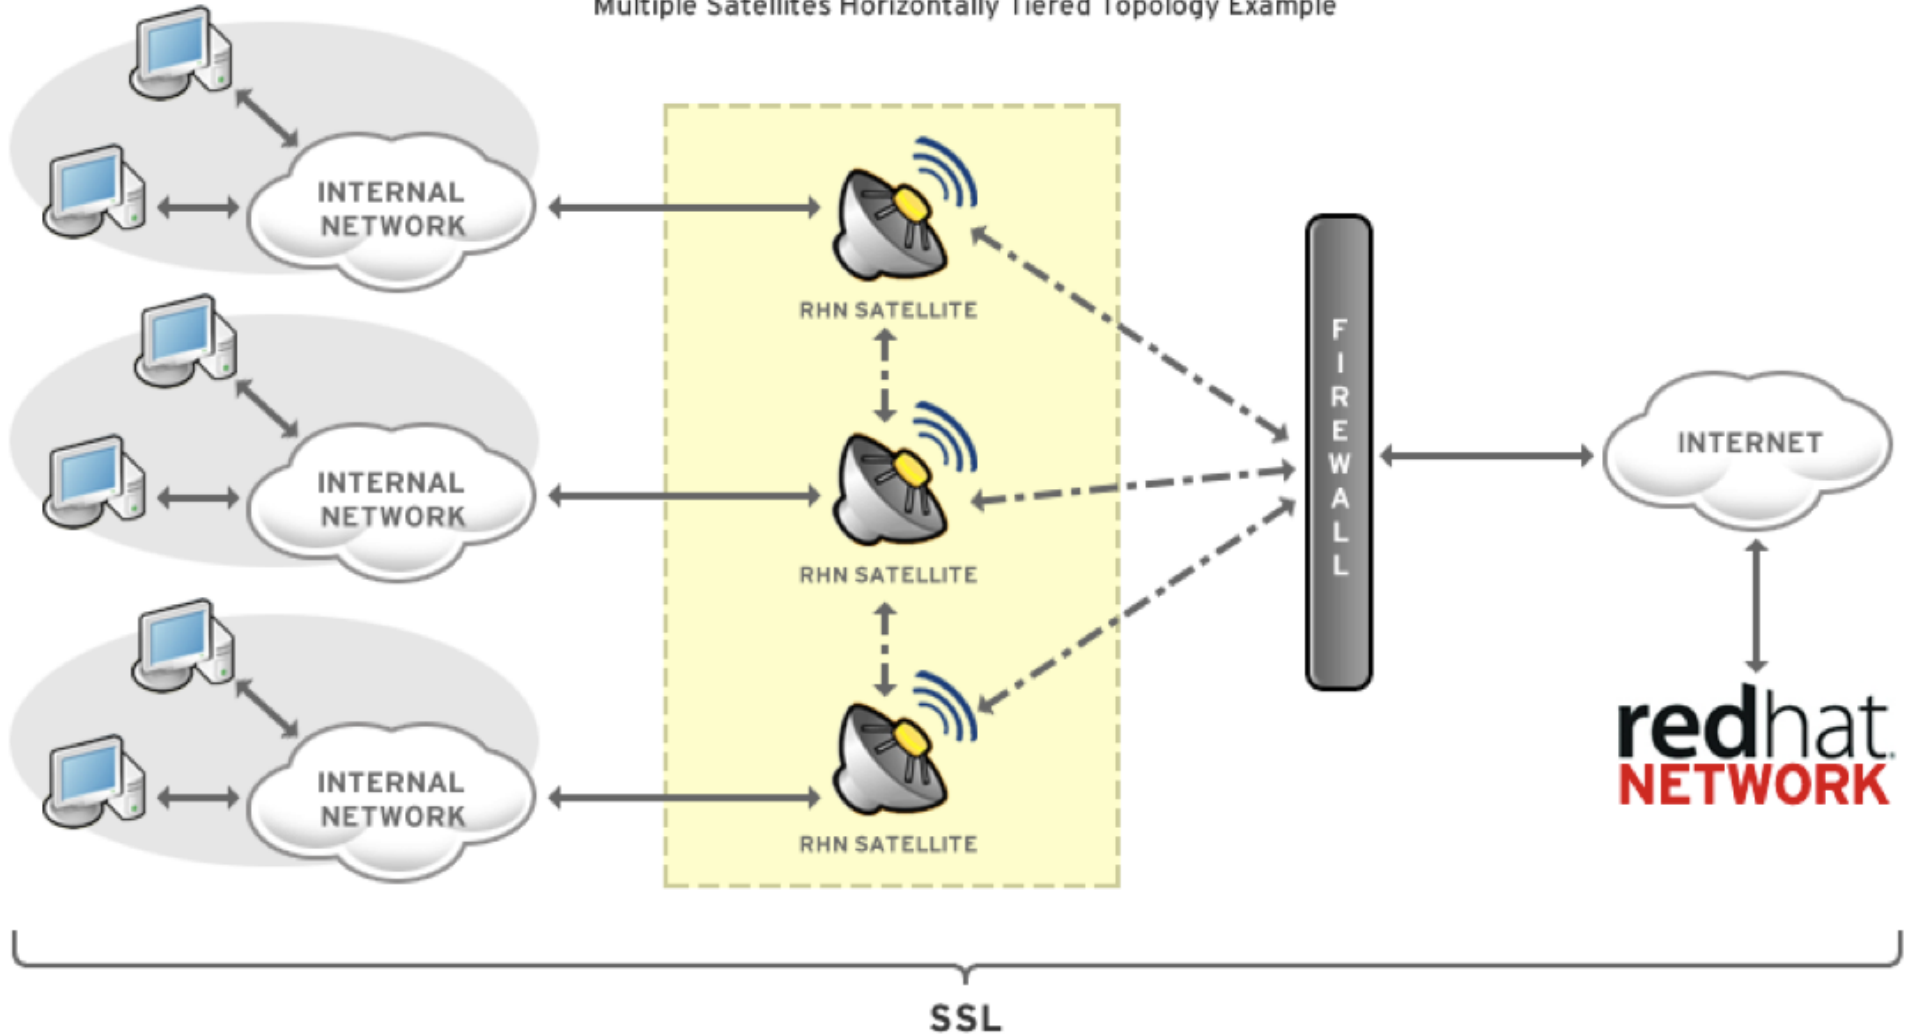 Multiple Satellites Horizontally Tiered Topology Example
INTERNAL
NETWORK
RHN SATELLITE
INTERNAL
NETWORK
RHN SATELLITE
INTERNAL
NETWORK
RHN SATELLITE
FIREWALL
INTERNET
redhat.
NETWORK
SSL